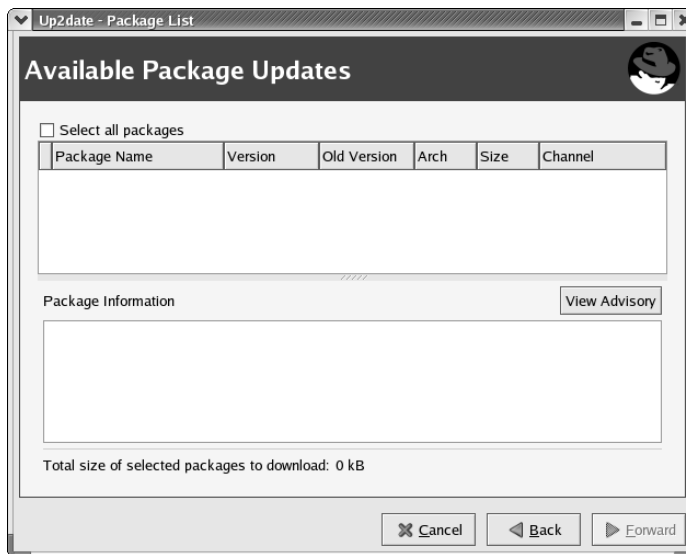 Up2date - Package List
Available Package Updates
Select all packages
Package Name Version Old Version Arch Size Channel
Package Information View Advisory
Total size of selected packages to download: 0 kB
Cancel Back Forward